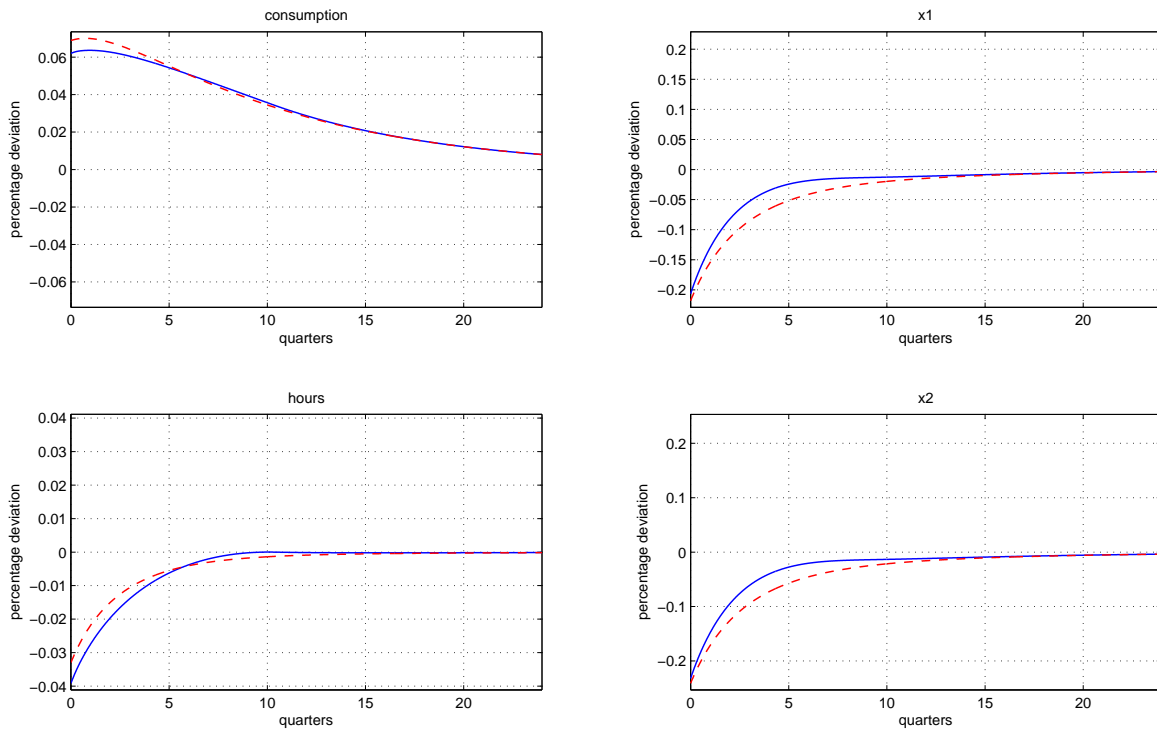 consumption
0.06
0.04
0.02
0
−0.02
−0.04
−0.06
percentage deviation
0 5 10 15 20
quarters
x1
0.2
0.15
0.1
0.05
0
−0.05
−0.1
−0.15
−0.2
percentage deviation
0 5 10 15 20
quarters
hours
0.04
0.03
0.02
0.01
0
−0.01
−0.02
−0.03
−0.04
percentage deviation
0 5 10 15 20
quarters
x2
0.2
0.1
0
−0.1
−0.2
percentage deviation
0 5 10 15 20
quarters